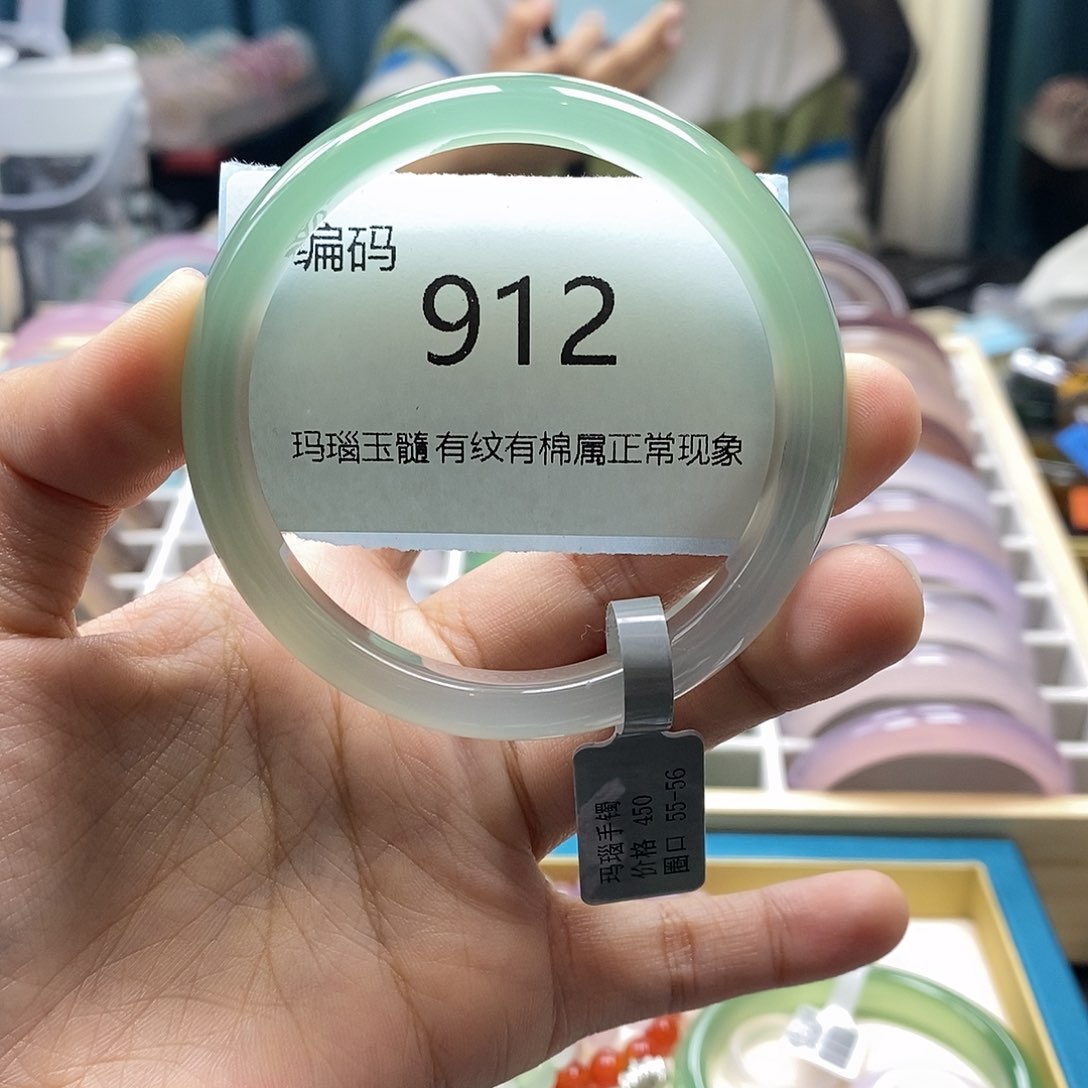 编码
912
玛瑙玉髓有纹有棉属正常现象
玛瑙手镯
价格 450
圈口 55-56